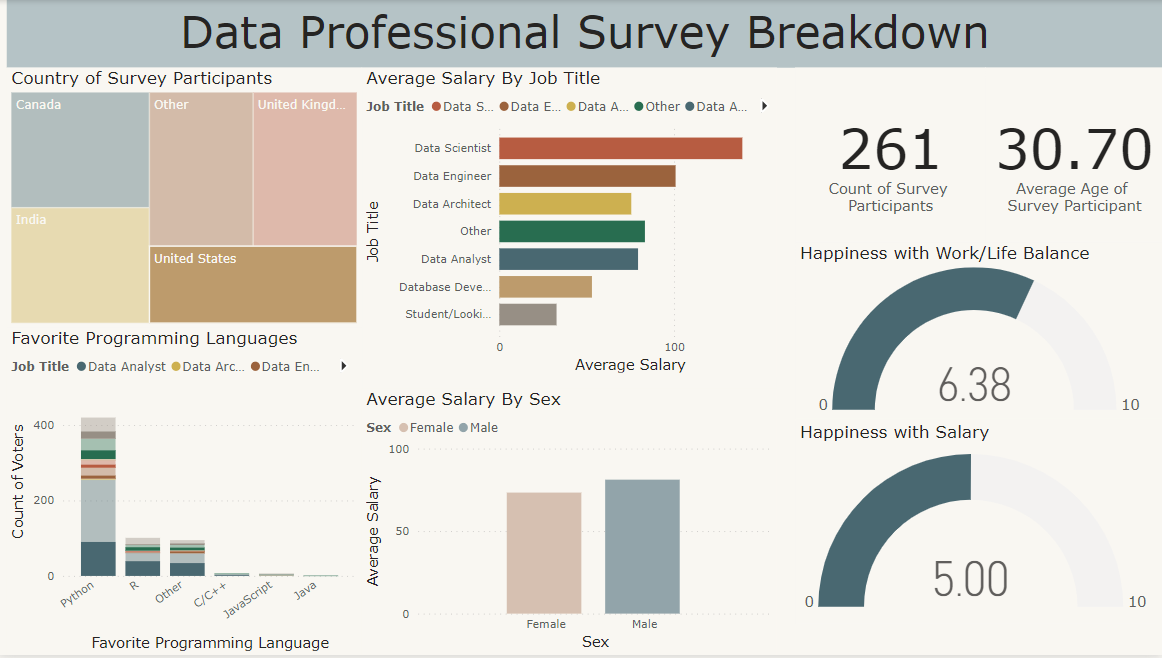 Data Professional Survey Breakdown
Country of Survey Participants
Canada
Other
United Kingd...
India
United States
Average Salary By Job Title
Job Title Data S... Data E... Data A... Other Data A...
Job Title
Data Scientist
Data Engineer
Data Architect
Other
Data Analyst
Database Deve...
Student/Looki...
0 100
Average Salary
261
Count of Survey
Participants
30.70
Average Age of
Survey Participant
Happiness with Work/Life Balance
6.38
0 10
Happiness with Salary
5.00
0 10
Favorite Programming Languages
Job Title Data Analyst Data Arc... Data En...
Count of Voters
400
200
0
Python
R
Other
C/C++
JavaScript
Java
Favorite Programming Language
Average Salary By Sex
Sex Female Male
Average Salary
100
50
0
Female Male
Sex